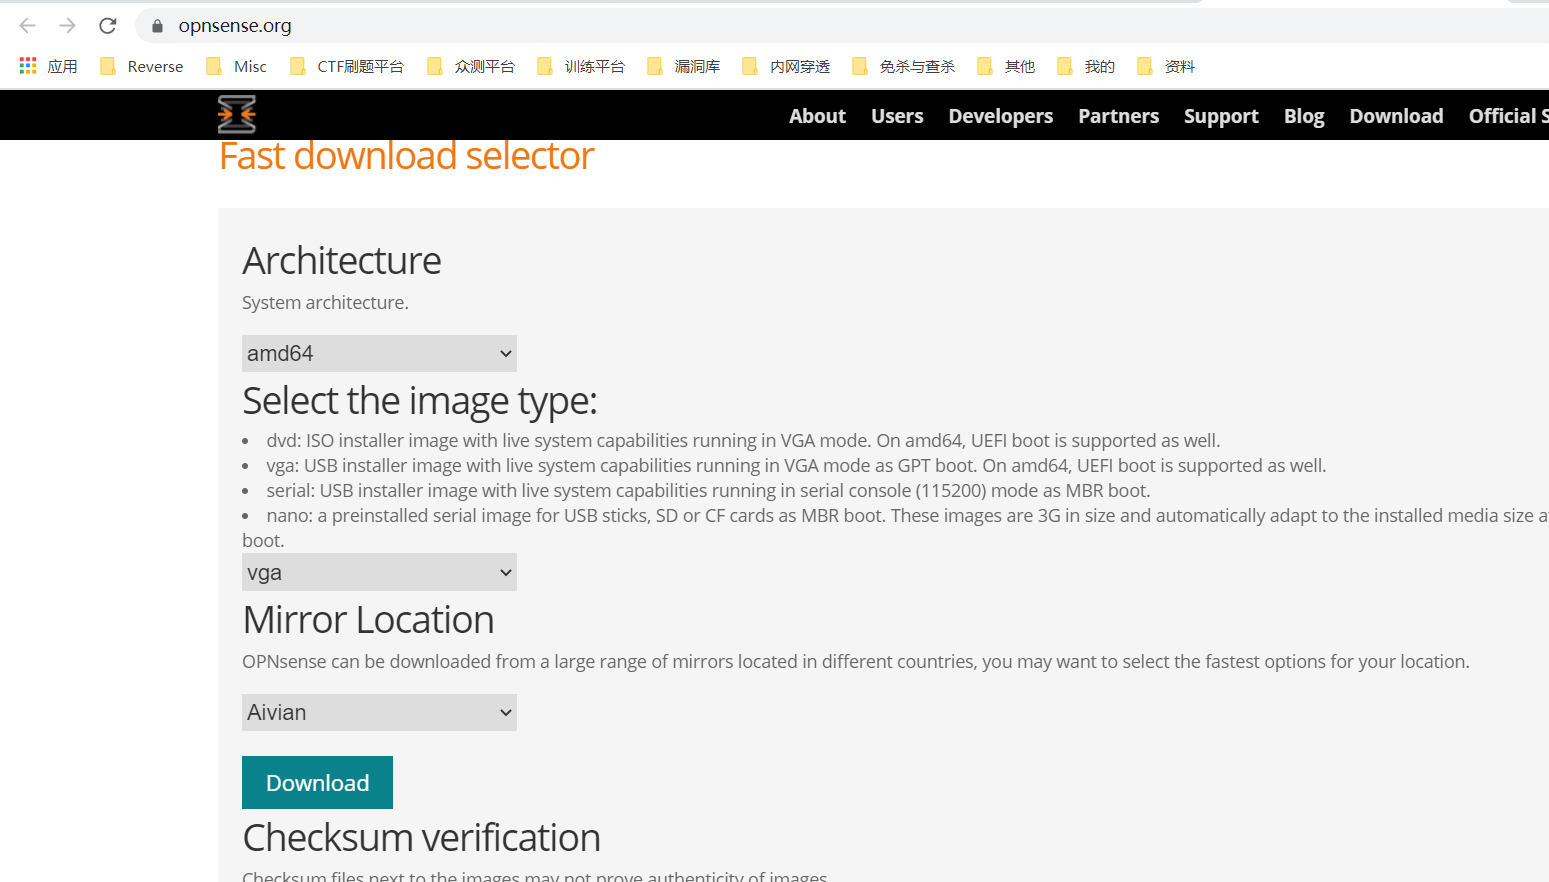 opnsense.org
应用 Reverse Misc CTF刷题平台 众测平台 训练平台 漏洞库 内网穿透 免杀与查杀 其他 我的 资料
About Users Developers Partners Support Blog Download Official S
Fast download selector
Architecture
System architecture.
amd64
Select the image type:
• dvd: ISO installer image with live system capabilities running in VGA mode. On amd64, UEFI boot is supported as well.
• vga: USB installer image with live system capabilities running in VGA mode as GPT boot. On amd64, UEFI boot is supported as well.
• serial: USB installer image with live system capabilities running in serial console (115200) mode as MBR boot.
• nano: a preinstalled serial image for USB sticks, SD or CF cards as MBR boot. These images are 3G in size and automatically adapt to the installed media size a
boot.
vga
Mirror Location
OPNsense can be downloaded from a large range of mirrors located in different countries, you may want to select the fastest options for your location.
Aivian
Download
Checksum verification
Checksum files next to the images may not prove authenticity of images